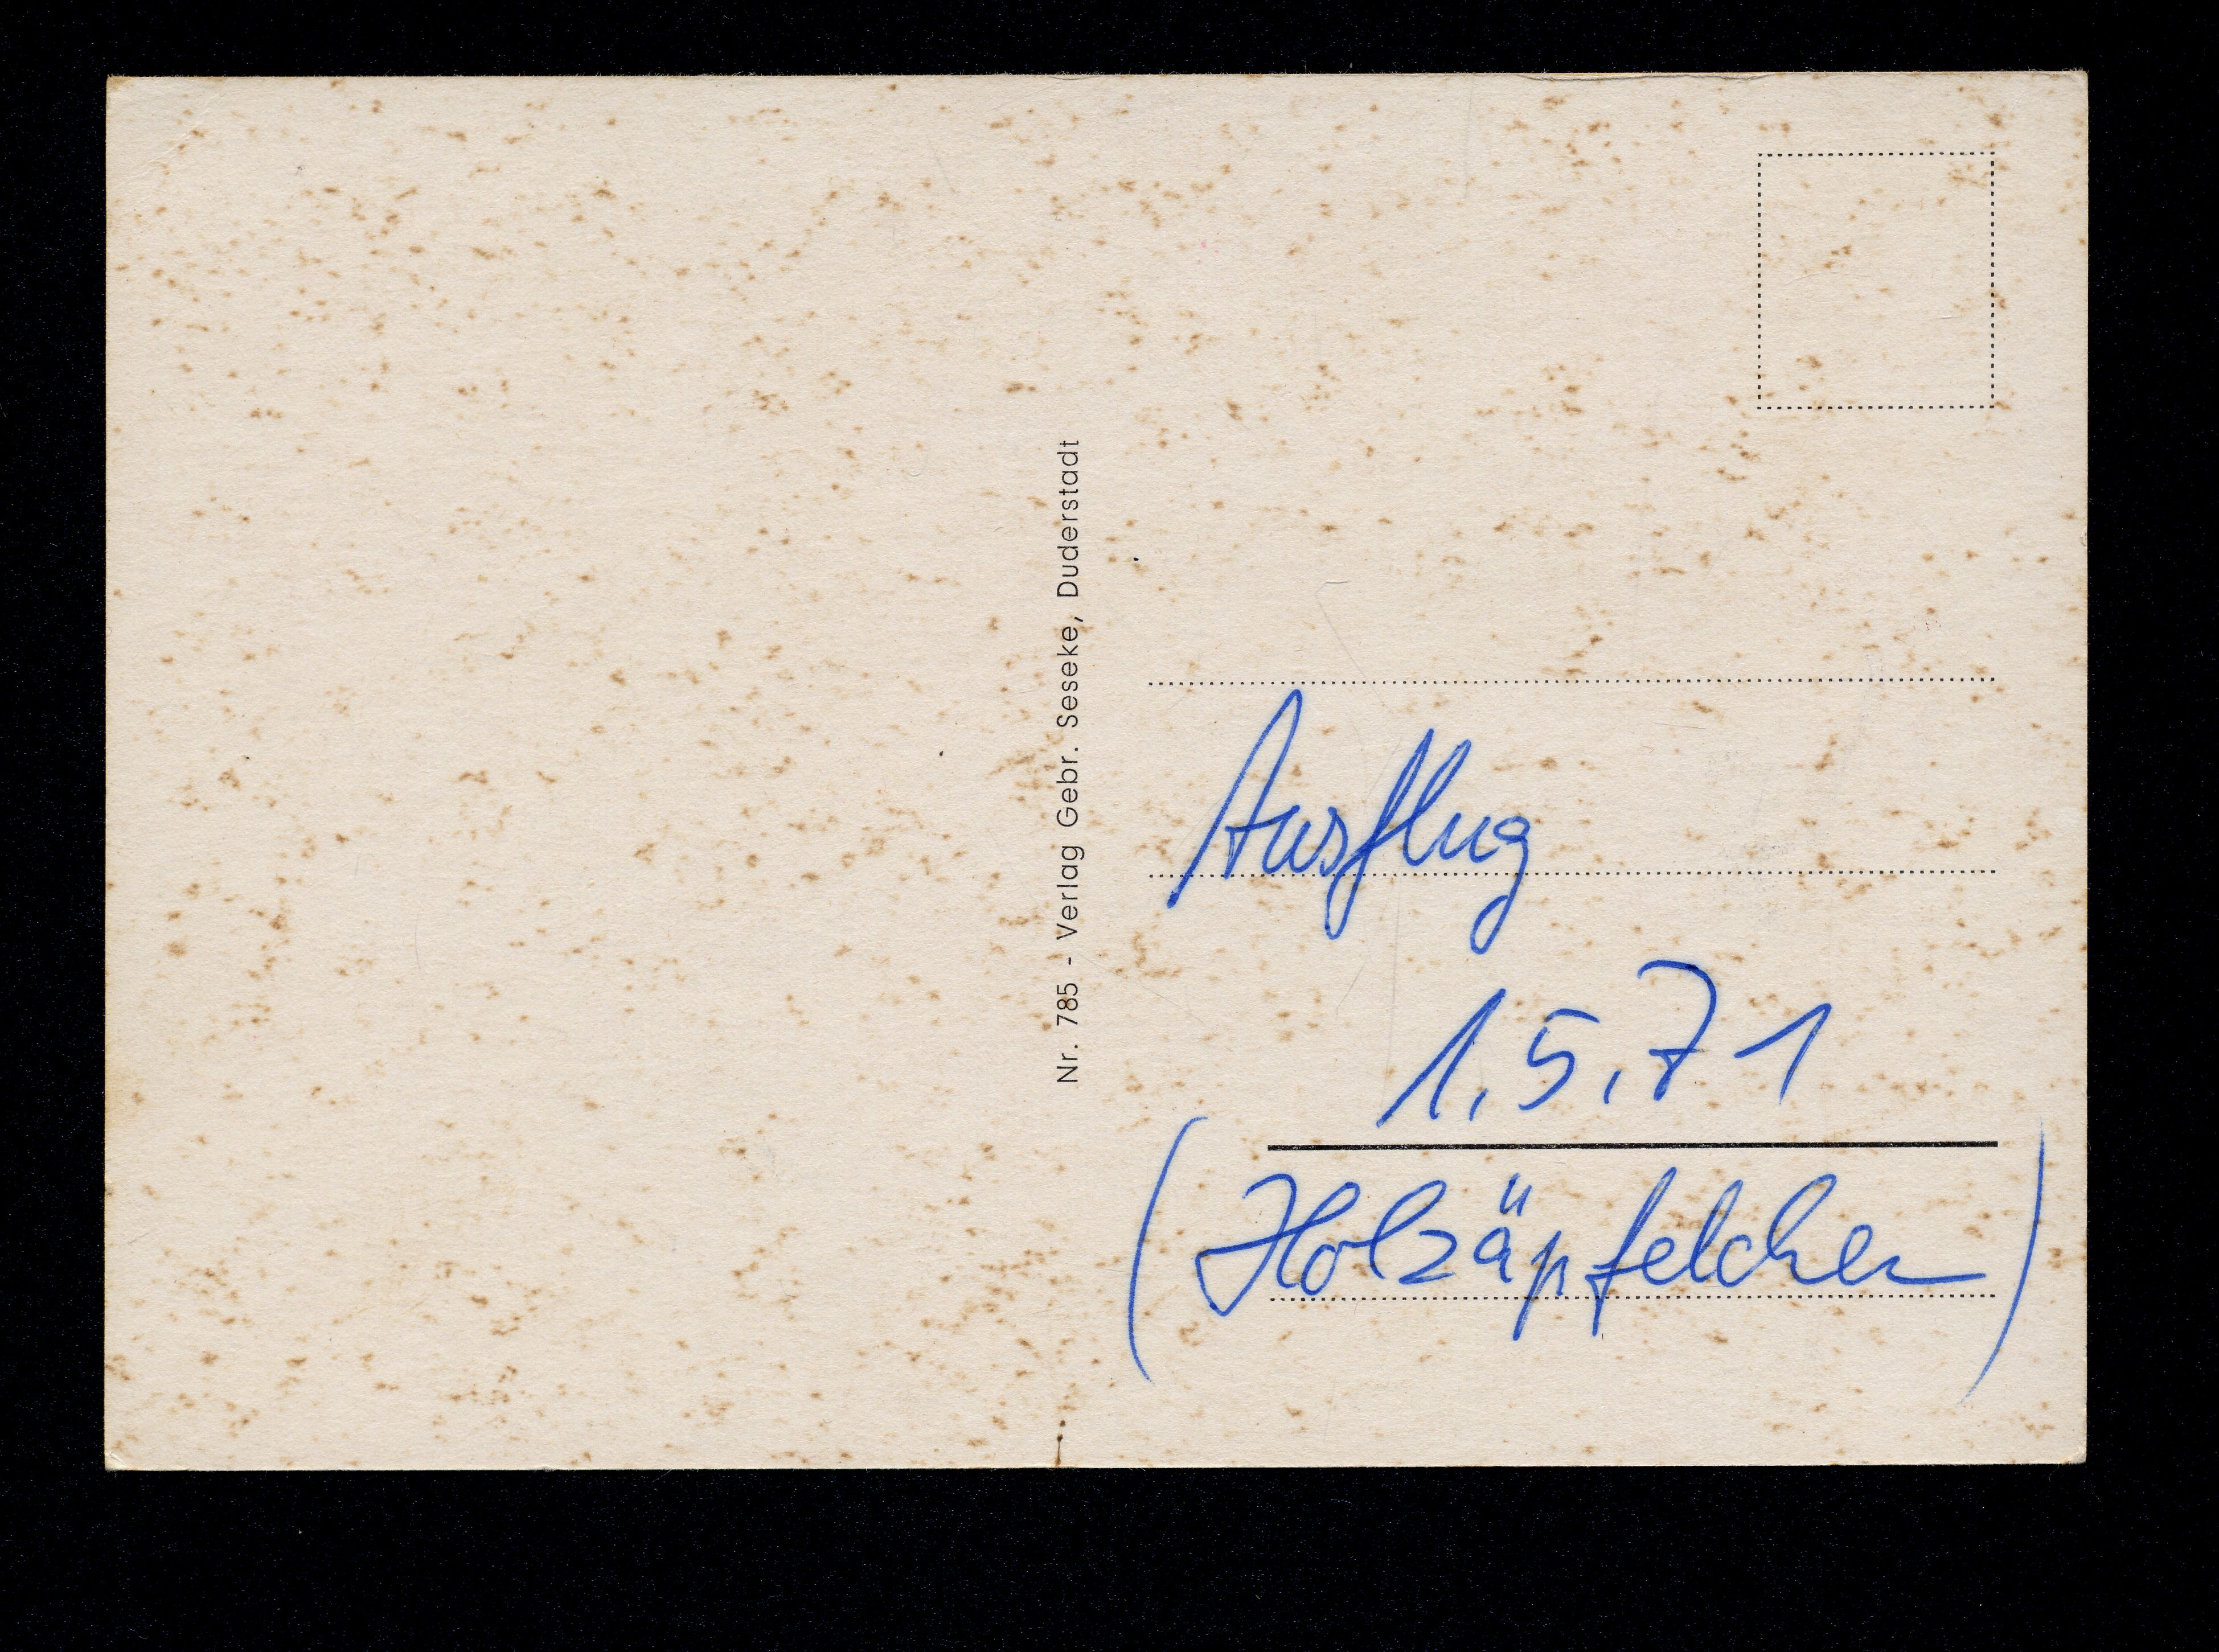 Nr. 785 - Verlag Gebr. Seseke, Duderstadt
Ausflug
1.5.71
(Holzäpfelchen)